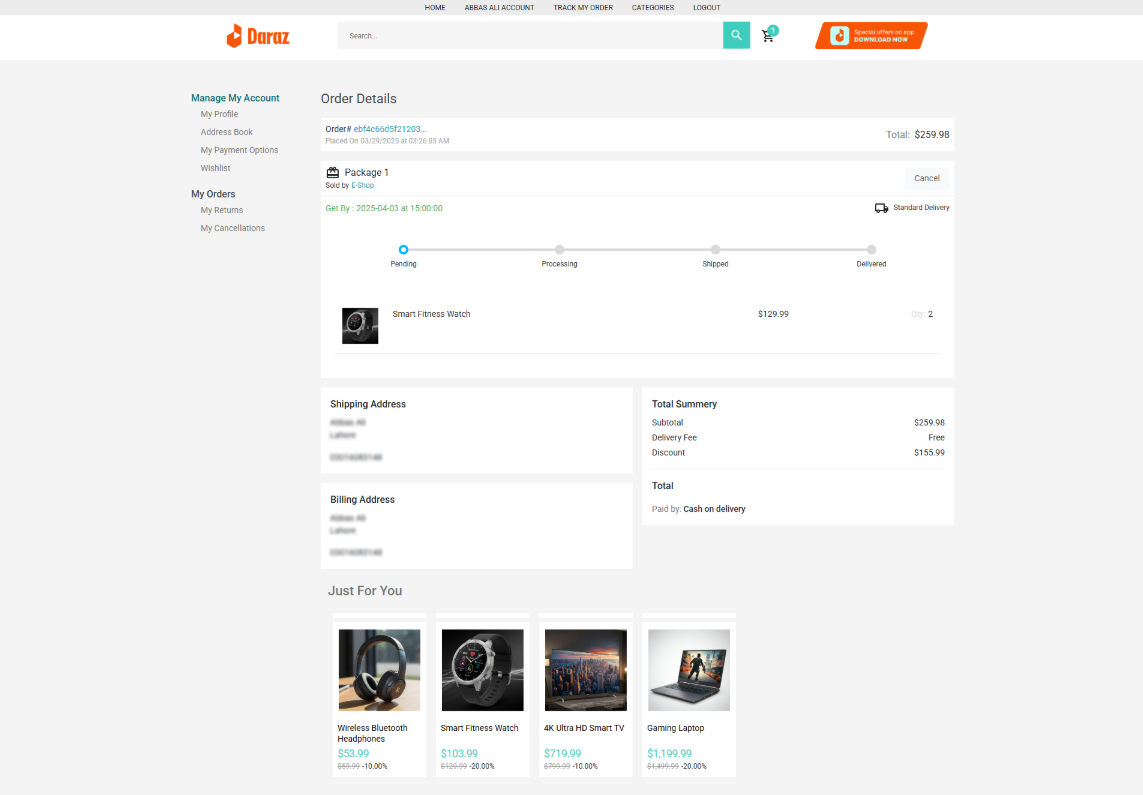 HOME ABBAS ALI ACCOUNT TRACK MY ORDER CATEGORIES LOGOUT
Daraz
Search...
1
Special offers on app
DOWNLOAD NOW
Manage My Account
My Profile
Address Book
My Payment Options
Wishlist
My Orders
My Returns
My Cancellations
Order Details
Order# ebf4c66d5f21203...
Placed On 03/29/2025 at 03:26:05 AM
Total: $259.98
Package 1
Sold by E-Shop
Cancel
Get By : 2025-04-03 at 15:00:00
Standard Delivery
Pending Processing Shipped Delivered
Smart Fitness Watch $129.99 Qty: 2
Shipping Address
Billing Address
Total Summery
Subtotal $259.98
Delivery Fee Free
Discount $155.99
Total
Paid by: Cash on delivery
Just For You
Wireless Bluetooth
Headphones
$53.99
$59.99 -10.00%
Smart Fitness Watch
$103.99
$129.99 -20.00%
4K Ultra HD Smart TV
$719.99
$799.99 -10.00%
Gaming Laptop
$1,199.99
$1,499.99 -20.00%